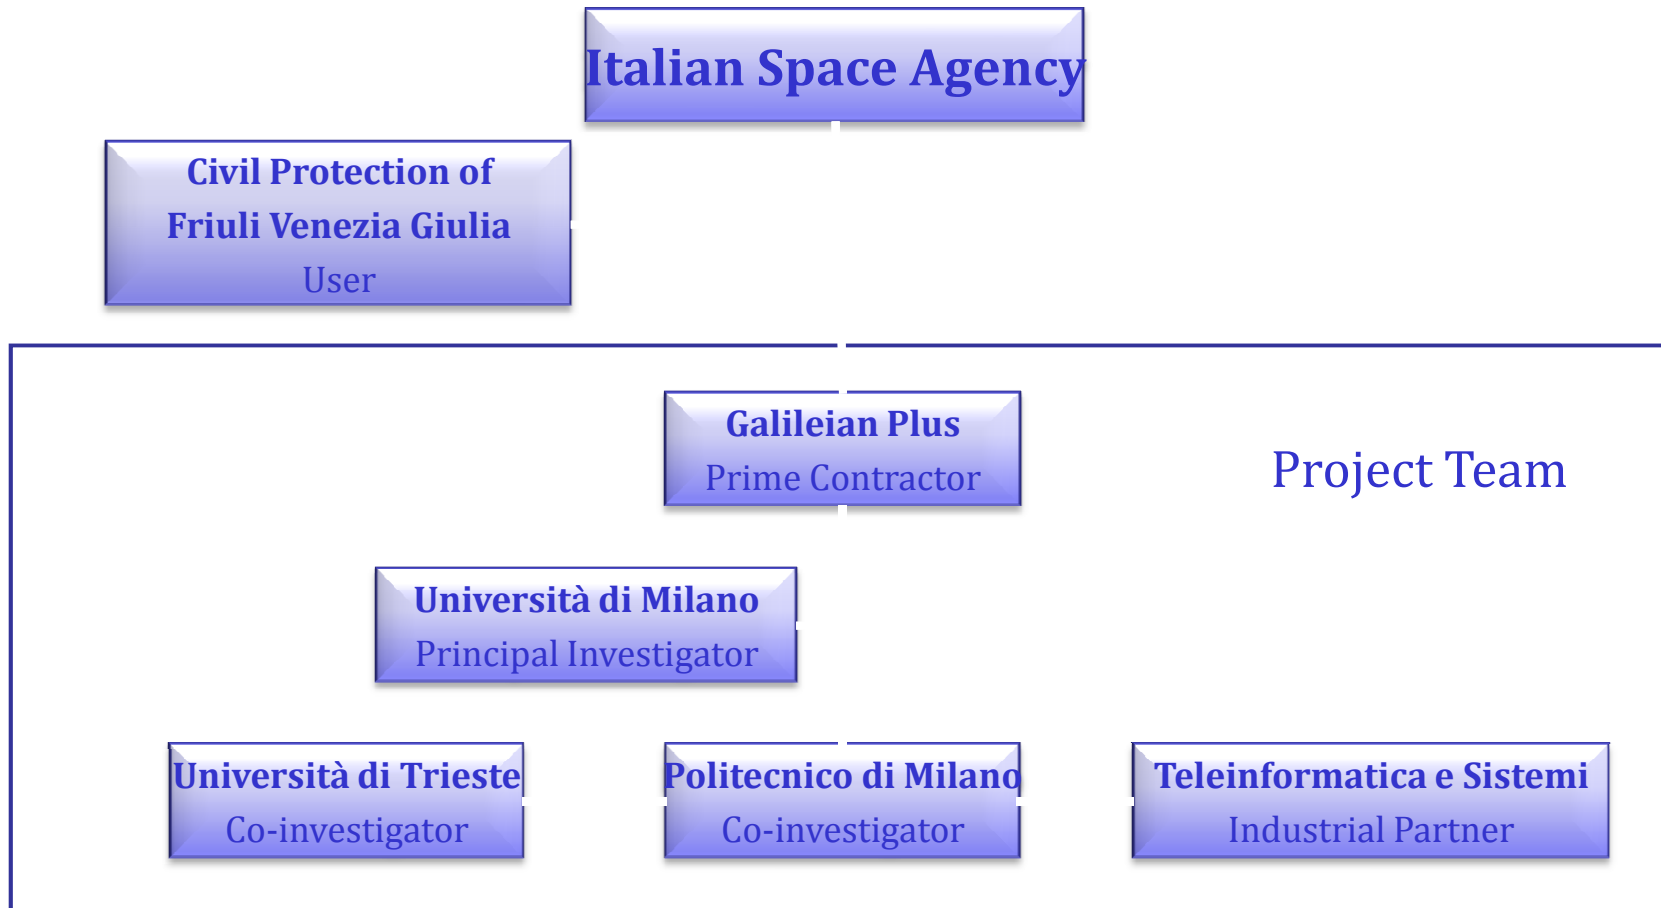 Italian Space Agency
Civil Protection of
Friuli Venezia Giulia
User
Galileian Plus
Prime Contractor
Project Team
Università di Milano
Principal Investigator
Università di Trieste
Co-investigator
Politecnico di Milano
Co-investigator
Teleinformatica e Sistemi
Industrial Partner